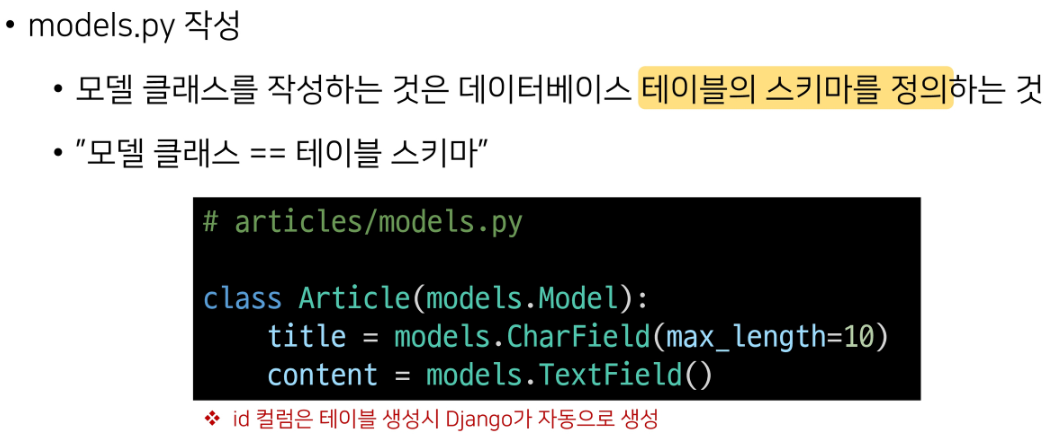 • models.py 작성
• 모델 클래스를 작성하는 것은 데이터베이스 테이블의 스키마를 정의하는 것
• "모델 클래스 == 테이블 스키마"
# articles/models.py
class Article(models.Model):
    title = models.CharField(max_length=10)
    content = models.TextField()
❖ id 컬럼은 테이블 생성시 Django가 자동으로 생성